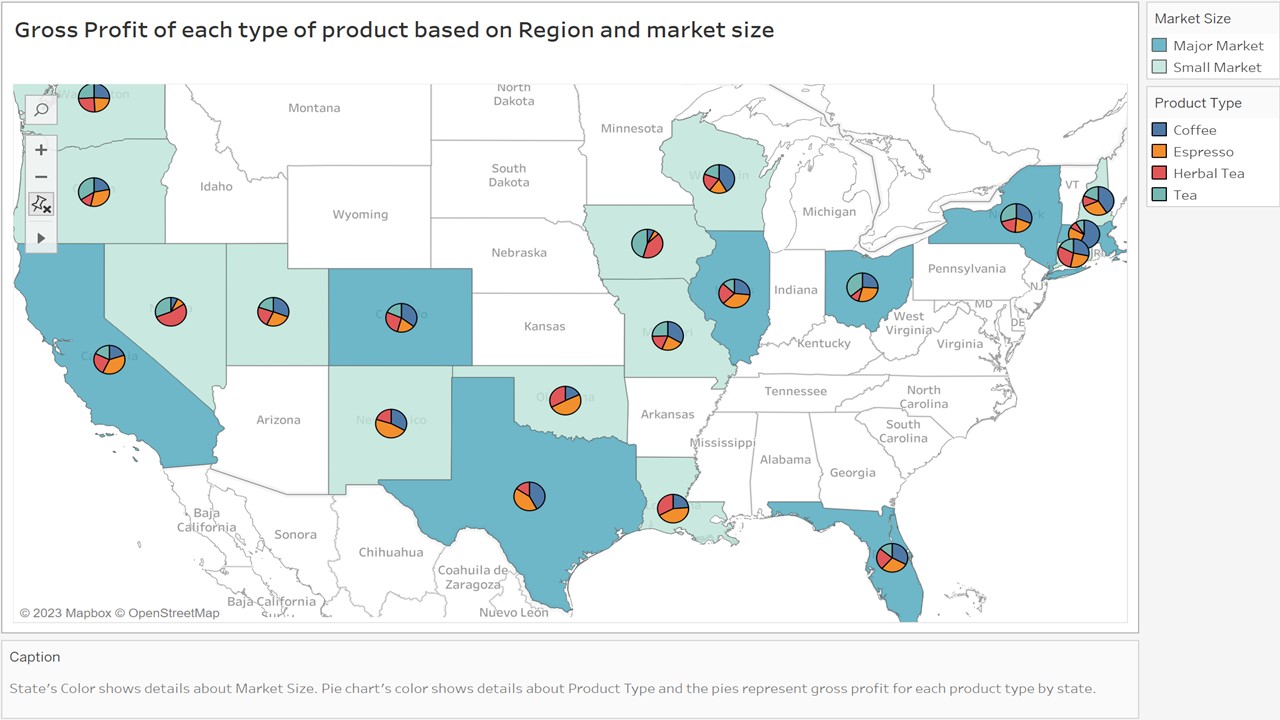 Gross Profit of each type of product based on Region and market size
Market Size
Major Market
Small Market
Product Type
Coffee
Espresso
Herbal Tea
Tea
North
Dakota
Montana
Minnesota
South
Dakota
Idaho
VT
Wyoming
Michigan
Nebraska
Pennsylvania
NJ
Indiana
MD
DE
Kansas
West
Virginia
Kentucky
Virginia
Tennessee
North
Carolina
Arizona
Arkansas
South
Carolina
Mississippi
Alabama
Georgia
Baja
California
Sonora
Chihuahua
Coahuila de
Zaragoza
Baja California
Nuevo León
© 2023 Mapbox © OpenStreetMap
Caption
State's Color shows details about Market Size. Pie chart's color shows details about Product Type and the pies represent gross profit for each product type by state.